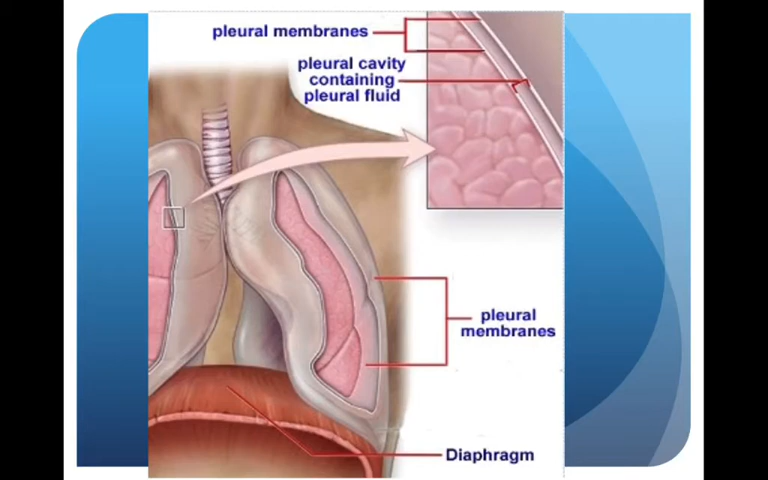 pleural membranes
pleural cavity
containing
pleural fluid
pleural
membranes
Diaphragm